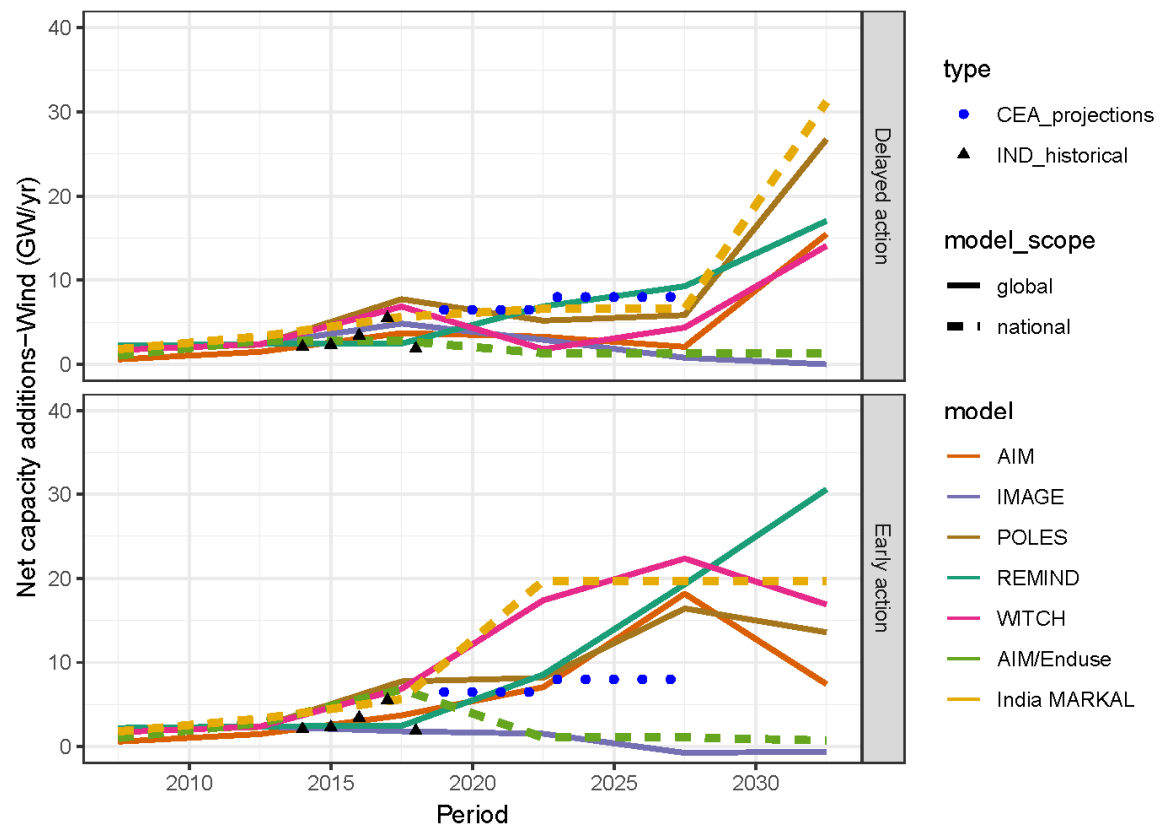 Net capacity additions−Wind (GW/yr)
40
30
20
10
0
Delayed action
40
30
20
10
0
Early action
2010 2015 2020 2025 2030
Period
type
CEA_projections
IND_historical
model_scope
global
national
model
AIM
IMAGE
POLES
REMIND
WITCH
AIM/Enduse
India MARKAL